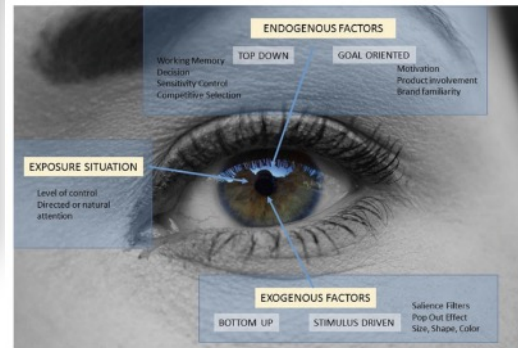 ENDOGENOUS FACTORS
TOP DOWN
GOAL ORIENTED
Working Memory
Decision
Sensitivity Control
Competitive Selection
Motivation
Product involvement
Brand familiarity
EXPOSURE SITUATION
Level of control
Directed or natural
attention
EXOGENOUS FACTORS
BOTTOM UP
STIMULUS DRIVEN
Salience Filters
Pop Out Effect
Size, Shape, Color